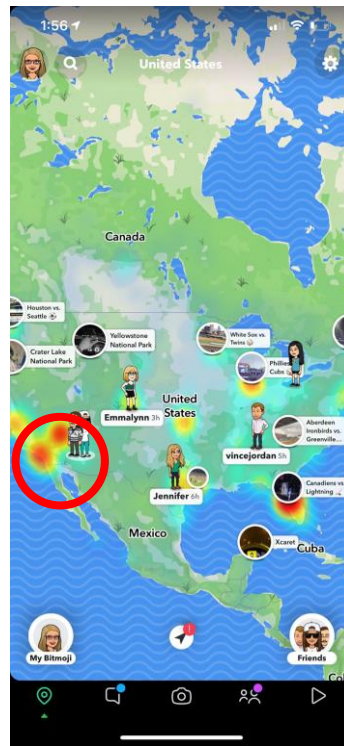 1:56
United States
Canada
Houston vs.
Seattle
Yellowstone
National Park
White Sox vs.
Twins
Crater Lake
National Park
Phillies
Cubs
Emmalynn 3h
United
States
Aberdeen
Ironbirds vs.
Greenville...
vincejordan 5h
Jennifer 6h
Canadiens vs.
Lightning
Mexico
Xcaret
Cuba
My Bitmoji
Friends